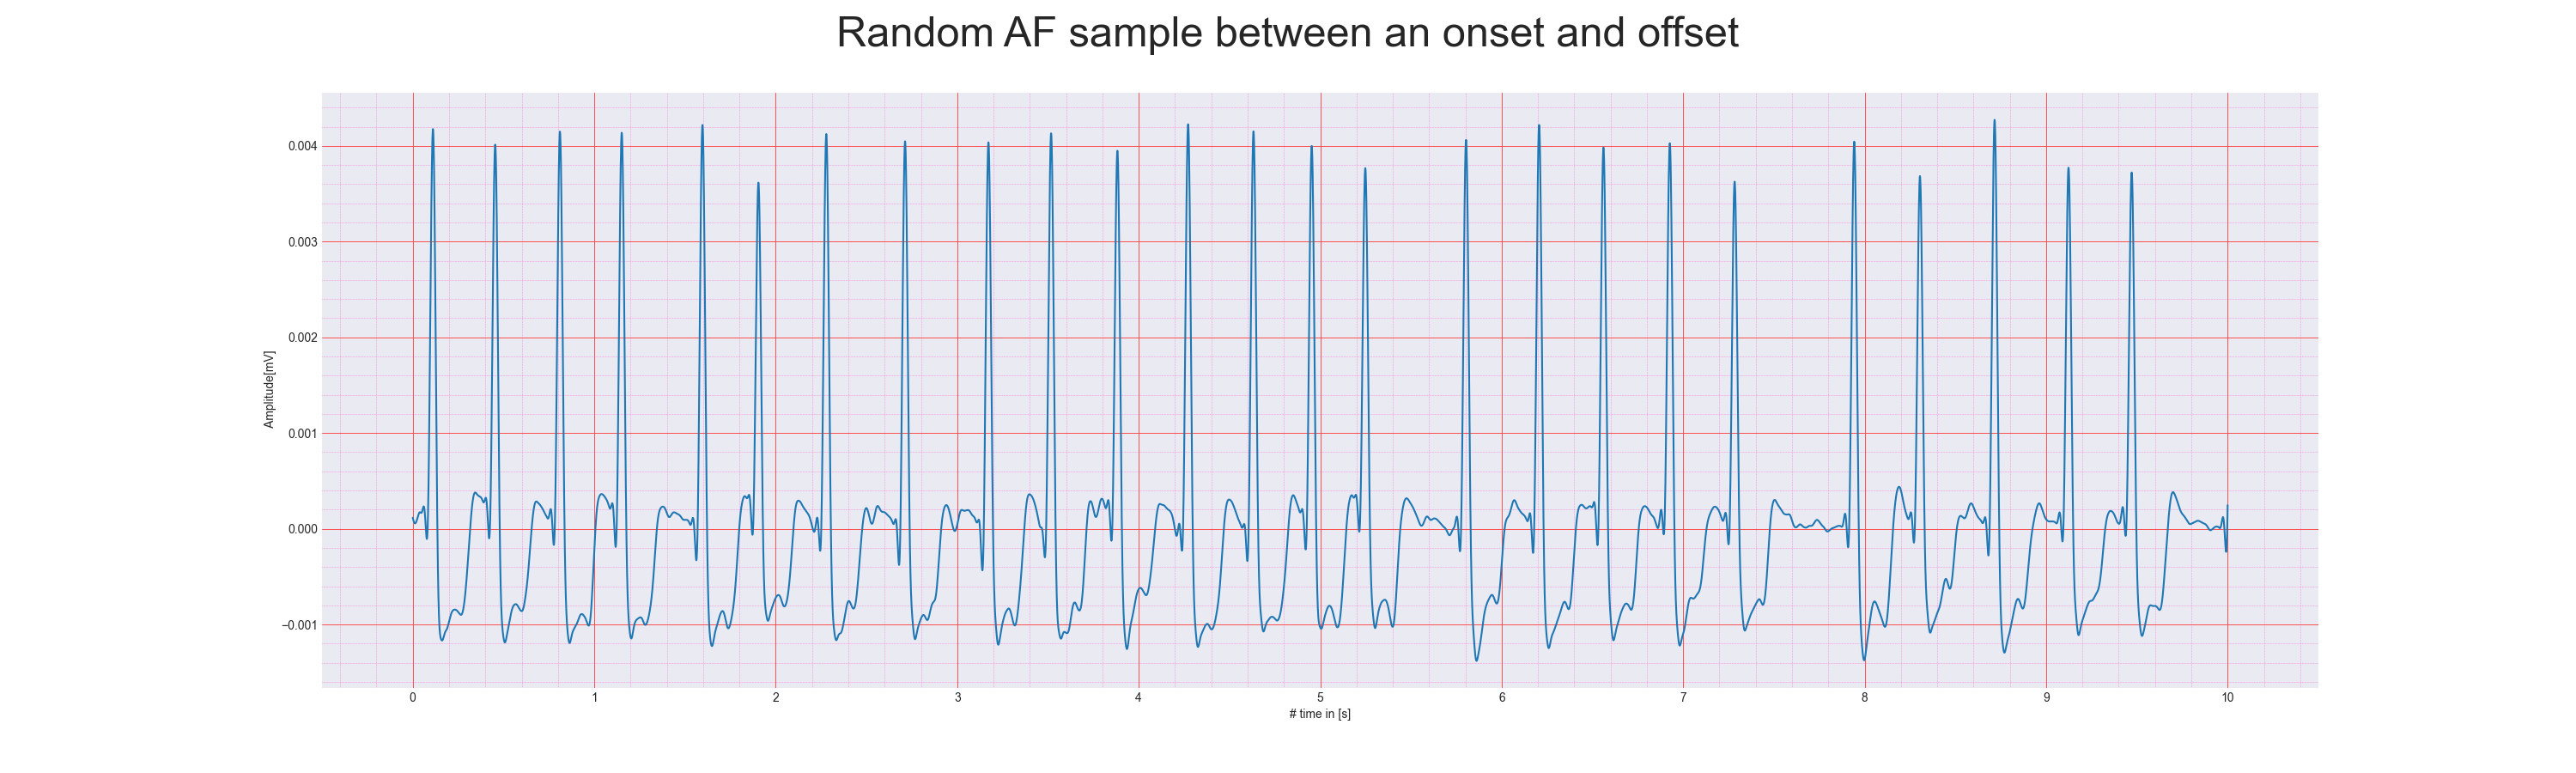 Random AF sample between an onset and offset
0.004
0.003
0.002
0.001
0.000
−0.001
Amplitude[mV]
0 1 2 3 4 5 6 7 8 9 10
# time in [s]